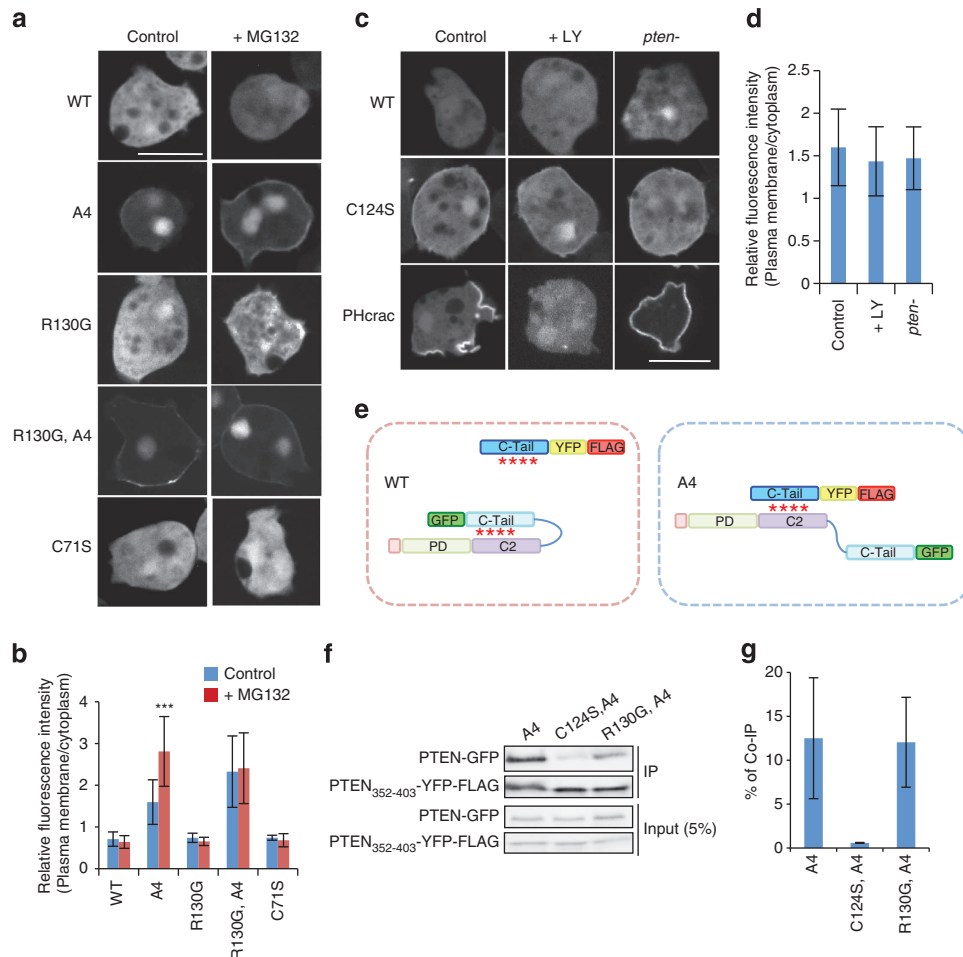 a
Control
+ MG132
WT
A4
R130G
R130G, A4
C71S
b
Relative fluorescence intensity
(Plasma membrane/cytoplasm)
Control
+ MG132
***
4
3
2
1
0
WT
A4
R130G
R130G, A4
C71S
c
Control
+ LY
pten-
WT
C124S
PHcrac
d
Relative fluorescence intensity
(Plasma membrane/cytoplasm)
2.5
2
1.5
1
0.5
0
Control
+ LY
pten-
e
C-Tail YFP FLAG
****
WT
GFP C-Tail
****
PD C2
A4
C-Tail YFP FLAG
****
PD C2
C-Tail GFP
f
A4
C124S,A4
R130G, A4
PTEN-GFP
PTEN352-403-YFP-FLAG
IP
PTEN-GFP
PTEN352-403-YFP-FLAG
Input (5%)
g
% of Co-IP
20
15
10
5
0
A4
C124S, A4
R130G, A4